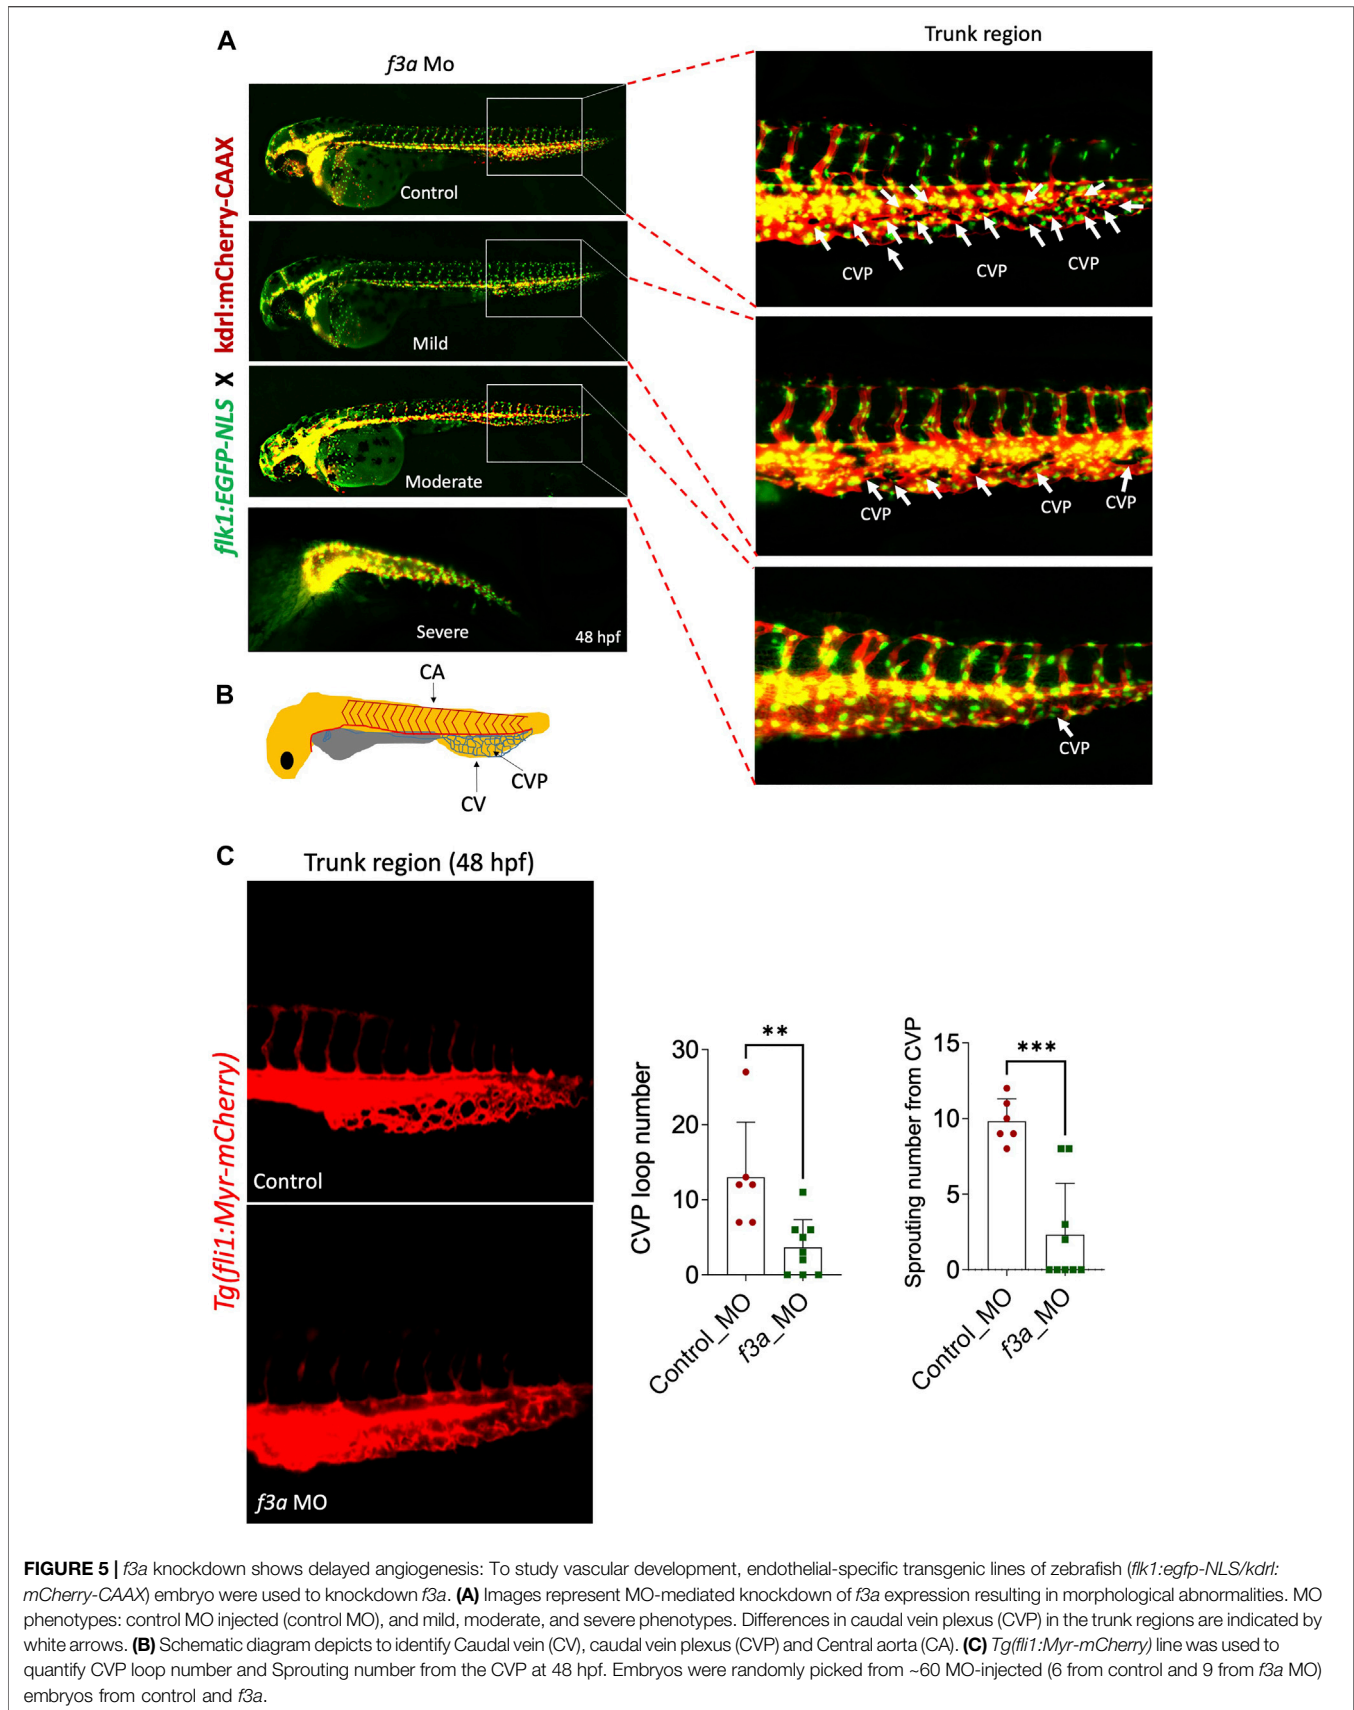 A
f3a Mo
Trunk region
flk1:EGFP-NLS X kdrl:mCherry-CAAX
Control
Mild
Moderate
Severe
48 hpf
CVP
CVP
CVP
CVP
CVP
CVP
CVP
B
CA
CVP
CV
C
Trunk region (48 hpf)
Tg(fli1:Myr-mCherry)
Control
f3a MO
CVP loop number
30
20
10
0
**
Control_MO
f3a_MO
Sprouting number from CVP
15
10
5
0
***
Control_MO
f3a_MO
FIGURE 5 | f3a knockdown shows delayed angiogenesis: To study vascular development, endothelial-specific transgenic lines of zebrafish (flk1:egfp-NLS/kdrl:
mCherry-CAAX) embryo were used to knockdown f3a. (A) Images represent MO-mediated knockdown of f3a expression resulting in morphological abnormalities. MO
phenotypes: control MO injected (control MO), and mild, moderate, and severe phenotypes. Differences in caudal vein plexus (CVP) in the trunk regions are indicated by
white arrows. (B) Schematic diagram depicts to identify Caudal vein (CV), caudal vein plexus (CVP) and Central aorta (CA). (C) Tg(fli1:Myr-mCherry) line was used to
quantify CVP loop number and Sprouting number from the CVP at 48 hpf. Embryos were randomly picked from ~60 MO-injected (6 from control and 9 from f3a MO)
embryos from control and f3a.